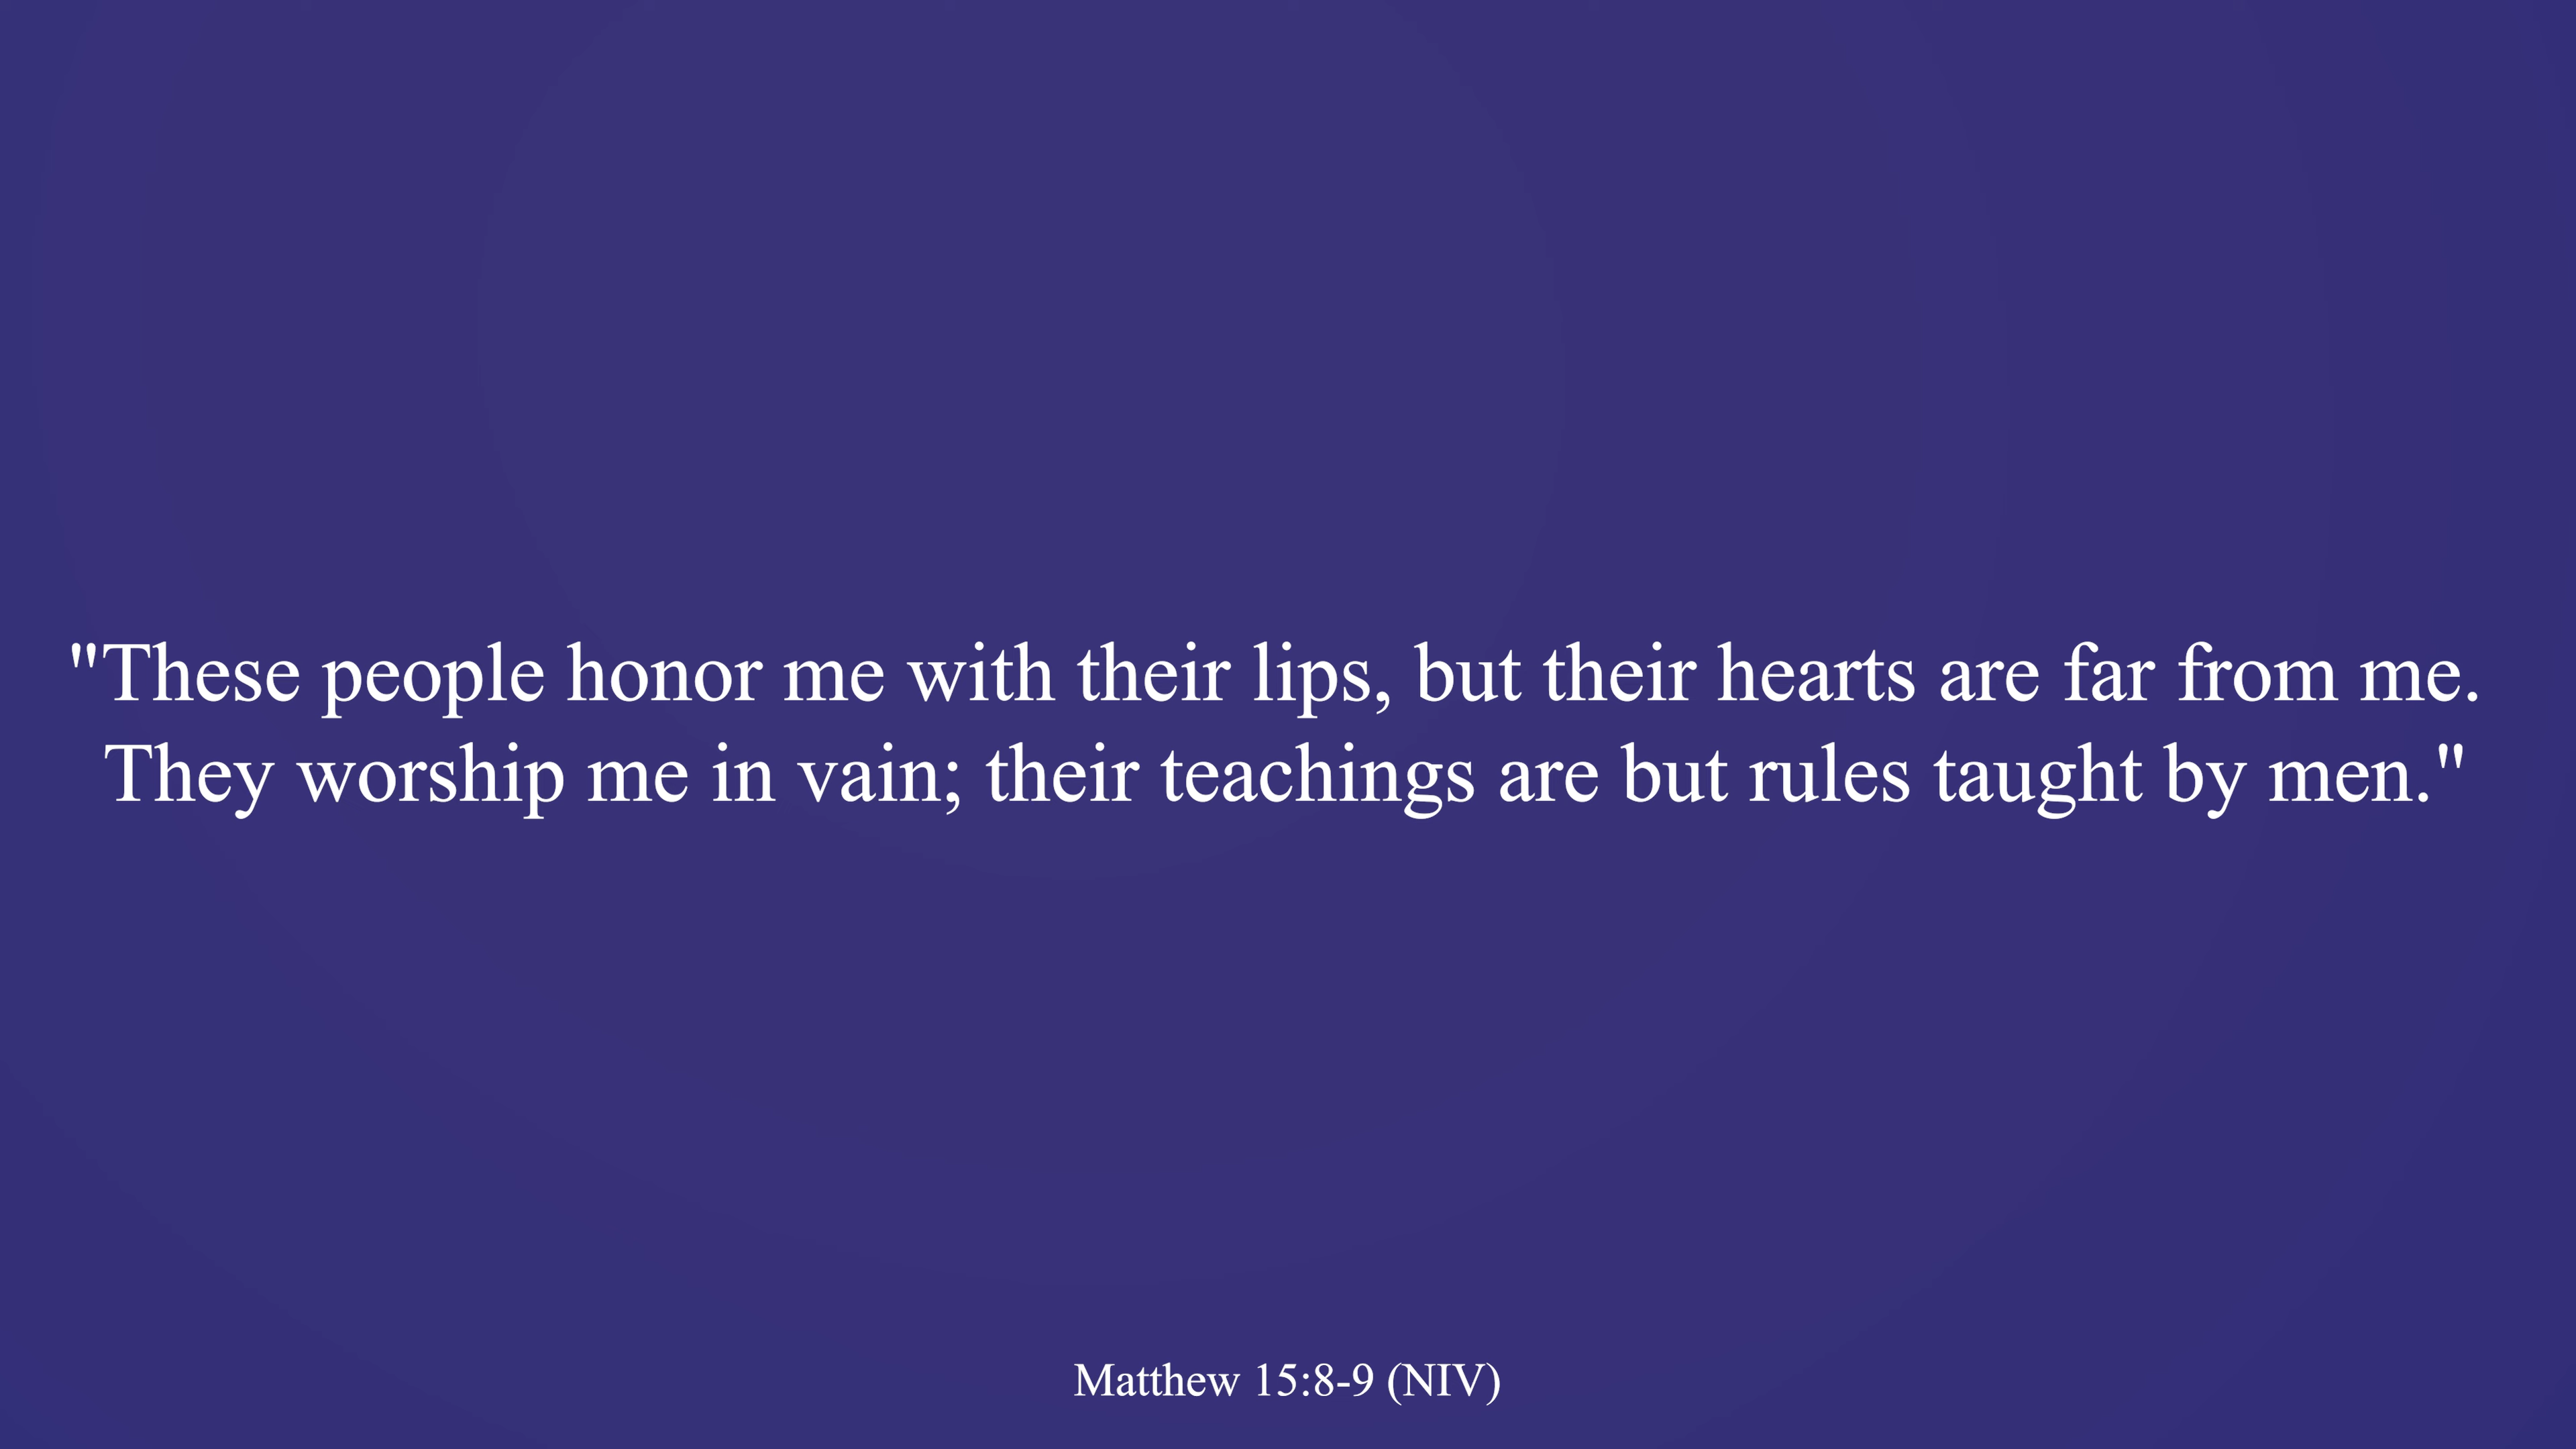 "These people honor me with their lips, but their hearts are far from me.
They worship me in vain; their teachings are but rules taught by men."
Matthew 15:8-9 (NIV)